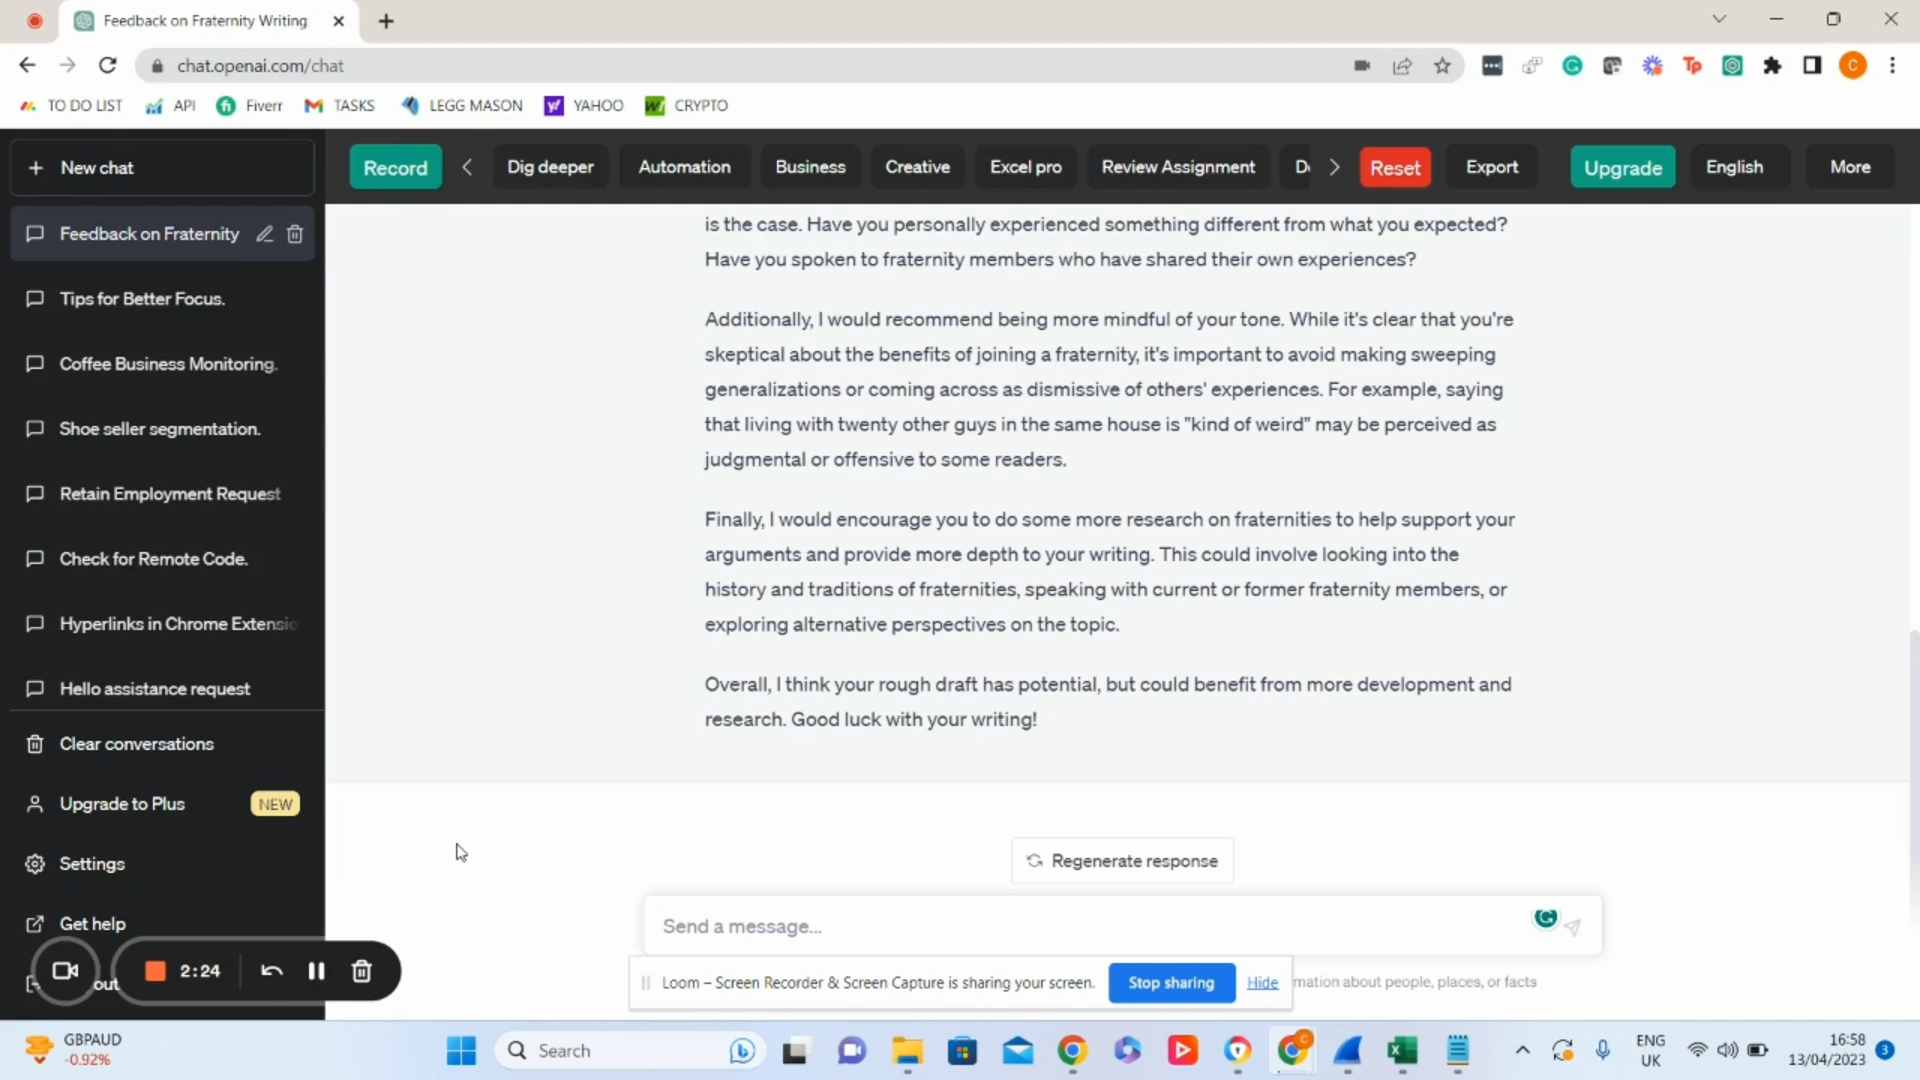 Feedback on Fraternity Writing
chat.openai.com/chat
TO DO LIST
API
Fiverr
TASKS
LEGG MASON
YAHOO
CRYPTO
New chat
Record
Dig deeper
Automation
Business
Creative
Excel pro
Review Assignment
Reset
Export
Upgrade
English
More
Feedback on Fraternity
Tips for Better Focus.
Coffee Business Monitoring.
Shoe seller segmentation.
Retain Employment Request
Check for Remote Code.
Hyperlinks in Chrome Extensio
Hello assistance request
Clear conversations
Upgrade to Plus NEW
Settings
Get help
out
2:24
is the case. Have you personally experienced something different from what you expected?
Have you spoken to fraternity members who have shared their own experiences?
Additionally, I would recommend being more mindful of your tone. While it's clear that you're
skeptical about the benefits of joining a fraternity, it's important to avoid making sweeping
generalizations or coming across as dismissive of others' experiences. For example, saying
that living with twenty other guys in the same house is "kind of weird" may be perceived as
judgmental or offensive to some readers.
Finally, I would encourage you to do some more research on fraternities to help support your
arguments and provide more depth to your writing. This could involve looking into the
history and traditions of fraternities, speaking with current or former fraternity members, or
exploring alternative perspectives on the topic.
Overall, I think your rough draft has potential, but could benefit from more development and
research. Good luck with your writing!
Regenerate response
Send a message...
Loom – Screen Recorder & Screen Capture is sharing your screen.
Stop sharing
Hide
mation about people, places, or facts
GBPAUD
-0.92%
Search
ENG
UK
16:58
13/04/2023
3